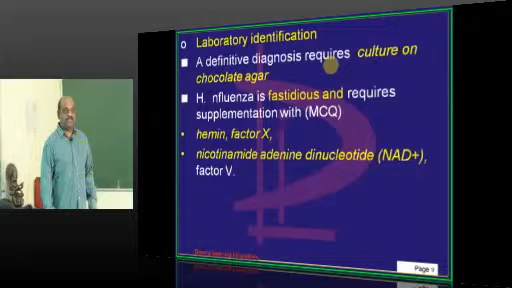 Laboratory identification
A definitive diagnosis requires culture on
chocolate agar
H. nfluenza is fastidious and requires
supplementation with (MCQ)
hemin, factor X,
nicotinamide adenine dinucleotide (NAD+),
factor V.
Page 9